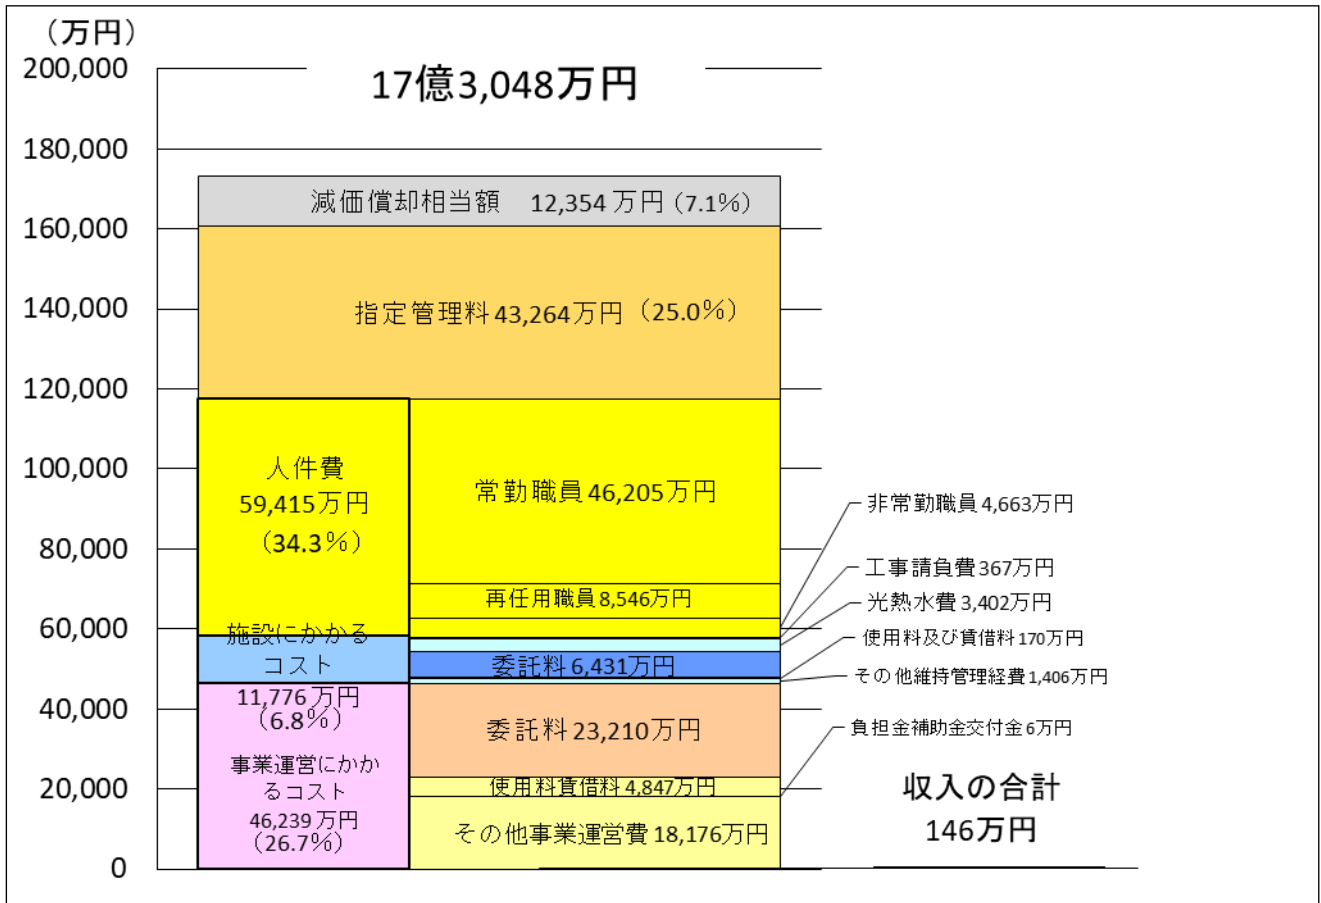 （万円）
200,000
17億3,048万円
180,000
減価償却相当額 12,354万円(7.1%)
160,000
140,000
指定管理料43,264万円（25.0%）
120,000
100,000
人件費
59,415万円
（34.3%）
常勤職員46,205万円
非常勤職員4,663万円
80,000
工事請負費367万円
再任用職員8,546万円
光熱水費3,402万円
60,000
施設にかかる
コスト
11,776万円
（6.8%）
使用料及び賃借料170万円
委託料6,431万円
その他維持管理経費1,406万円
40,000
委託料23,210万円
負担金補助金交付金6万円
事業運営にかか
るコスト
46,239万円
（26.7%）
20,000
使用料賃借料4,847万円
その他事業運営費18,176万円
収入の合計
146万円
0